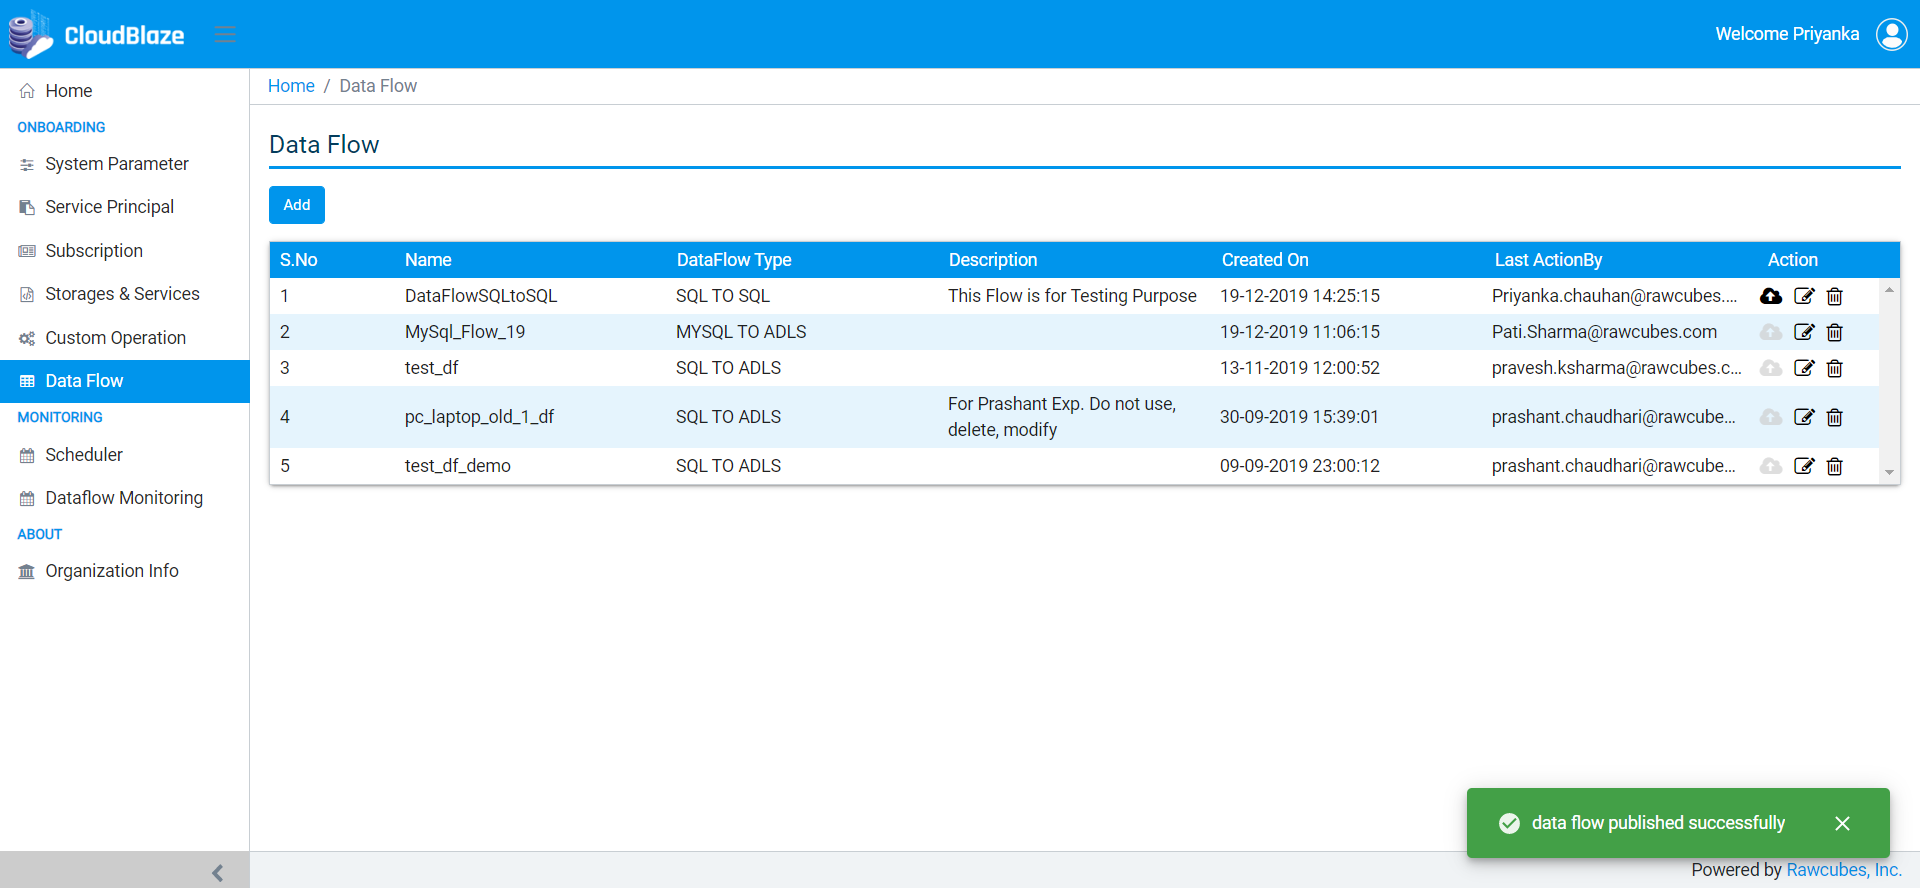 CloudBlaze
Welcome Priyanka
Home
ONBOARDING
System Parameter
Service Principal
Subscription
Storages & Services
Custom Operation
Data Flow
MONITORING
Scheduler
Dataflow Monitoring
ABOUT
Organization Info
Home / Data Flow
Data Flow
Add
S.No Name DataFlow Type Description Created On Last ActionBy Action
1 DataFlowSQLtoSQL SQL TO SQL This Flow is for Testing Purpose 19-12-2019 14:25:15 Priyanka.chauhan@rawcubes....
2 MySql_Flow_19 MYSQL TO ADLS 19-12-2019 11:06:15 Pati.Sharma@rawcubes.com
3 test_df SQL TO ADLS 13-11-2019 12:00:52 pravesh.ksharma@rawcubes.c...
4 pc_laptop_old_1_df SQL TO ADLS For Prashant Exp. Do not use,
delete, modify 30-09-2019 15:39:01 prashant.chaudhari@rawcube...
5 test_df_demo SQL TO ADLS 09-09-2019 23:00:12 prashant.chaudhari@rawcube...
data flow published successfully
Powered by Rawcubes, Inc.